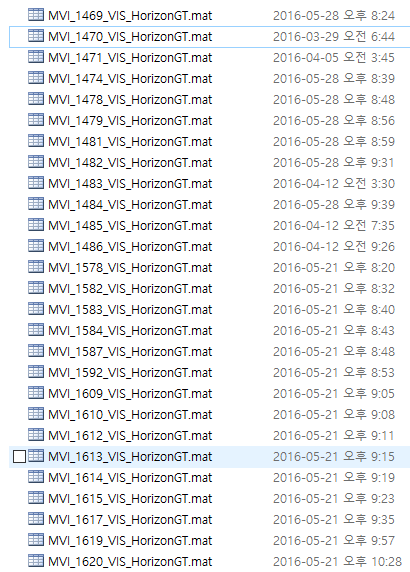 MVI_1469_VIS_HorizonGT.mat 2016-05-28 오후 8:24
MVI_1470_VIS_HorizonGT.mat 2016-03-29 오전 6:44
MVI_1471_VIS_HorizonGT.mat 2016-04-05 오전 3:45
MVI_1474_VIS_HorizonGT.mat 2016-05-28 오후 8:39
MVI_1478_VIS_HorizonGT.mat 2016-05-28 오후 8:48
MVI_1479_VIS_HorizonGT.mat 2016-05-28 오후 8:56
MVI_1481_VIS_HorizonGT.mat 2016-05-28 오후 8:59
MVI_1482_VIS_HorizonGT.mat 2016-05-28 오후 9:31
MVI_1483_VIS_HorizonGT.mat 2016-04-12 오전 3:30
MVI_1484_VIS_HorizonGT.mat 2016-05-28 오후 9:39
MVI_1485_VIS_HorizonGT.mat 2016-04-12 오전 7:35
MVI_1486_VIS_HorizonGT.mat 2016-04-12 오전 9:26
MVI_1578_VIS_HorizonGT.mat 2016-05-21 오후 8:20
MVI_1582_VIS_HorizonGT.mat 2016-05-21 오후 8:32
MVI_1583_VIS_HorizonGT.mat 2016-05-21 오후 8:40
MVI_1584_VIS_HorizonGT.mat 2016-05-21 오후 8:43
MVI_1587_VIS_HorizonGT.mat 2016-05-21 오후 8:48
MVI_1592_VIS_HorizonGT.mat 2016-05-21 오후 8:53
MVI_1609_VIS_HorizonGT.mat 2016-05-21 오후 9:05
MVI_1610_VIS_HorizonGT.mat 2016-05-21 오후 9:08
MVI_1612_VIS_HorizonGT.mat 2016-05-21 오후 9:11
MVI_1613_VIS_HorizonGT.mat 2016-05-21 오후 9:15
MVI_1614_VIS_HorizonGT.mat 2016-05-21 오후 9:19
MVI_1615_VIS_HorizonGT.mat 2016-05-21 오후 9:23
MVI_1617_VIS_HorizonGT.mat 2016-05-21 오후 9:35
MVI_1619_VIS_HorizonGT.mat 2016-05-21 오후 9:57
MVI_1620_VIS_HorizonGT.mat 2016-05-21 오후 10:28